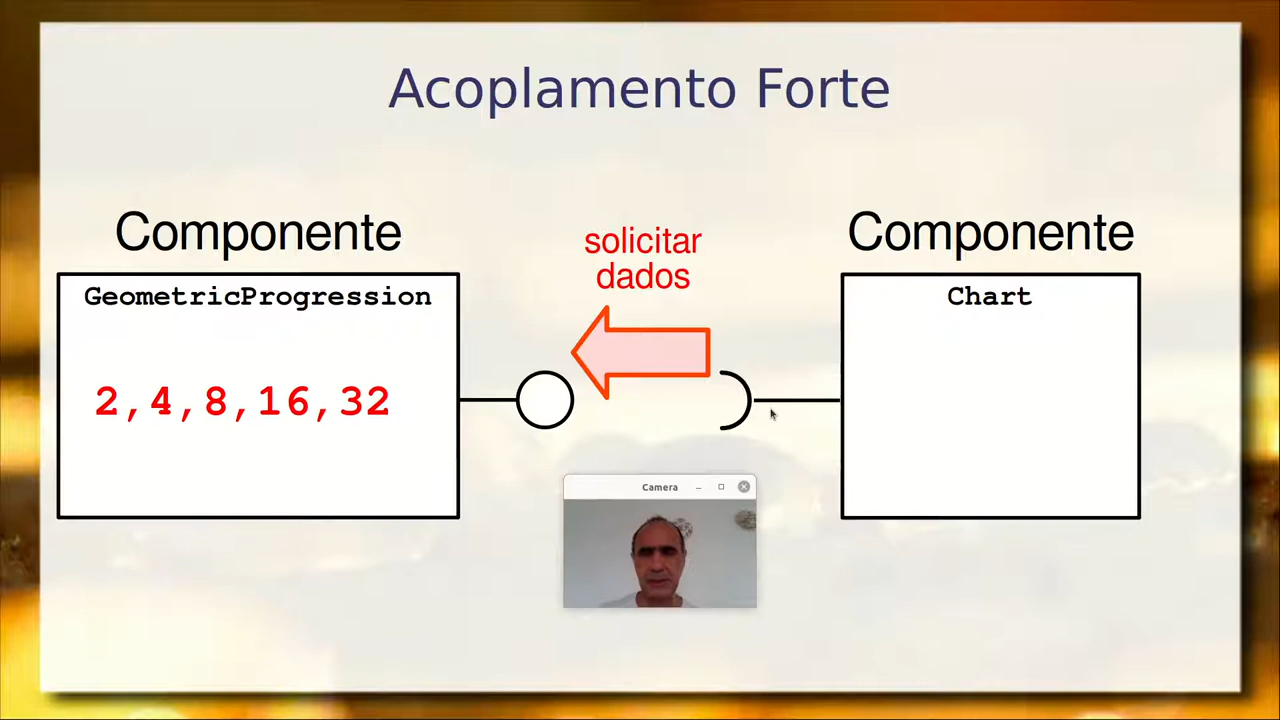 Acoplamento Forte
Componente
GeometricProgression
2,4,8,16,32
solicitar
dados
Componente
Chart
Camera